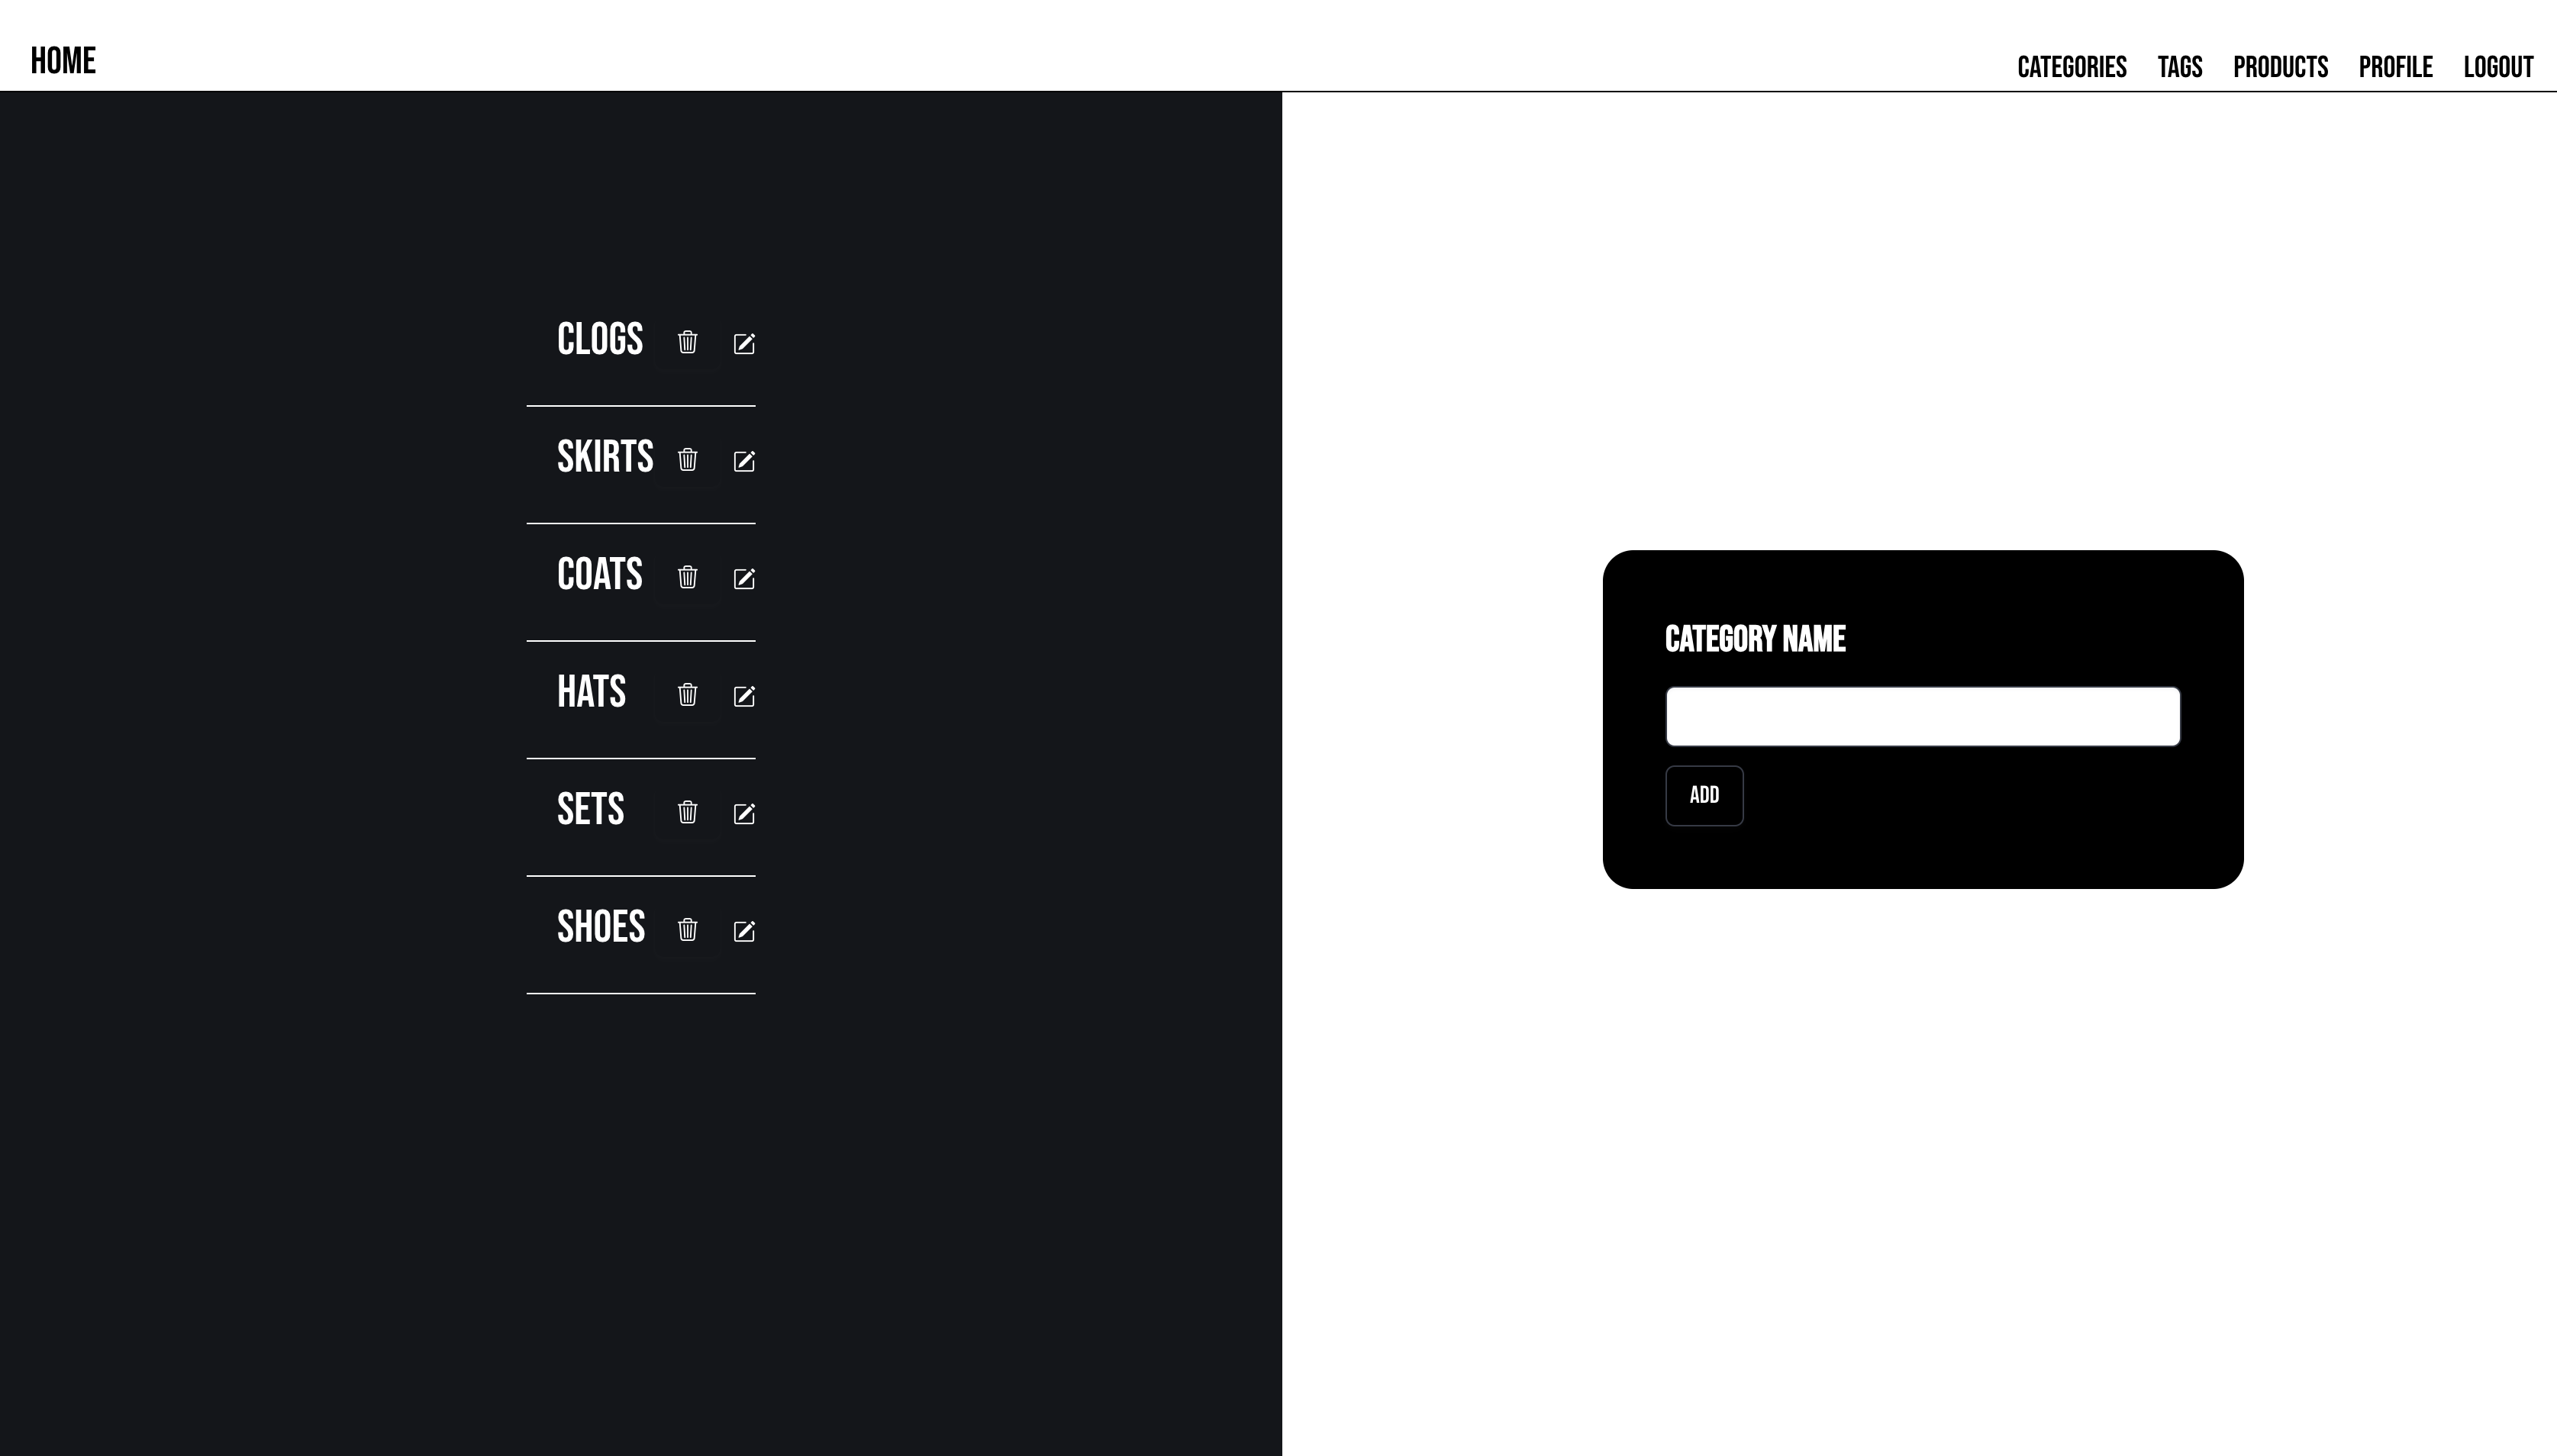 HOME
CATEGORIES TAGS PRODUCTS PROFILE LOGOUT
CLOGS
SKIRTS
COATS
HATS
SETS
SHOES
CATEGORY NAME
ADD